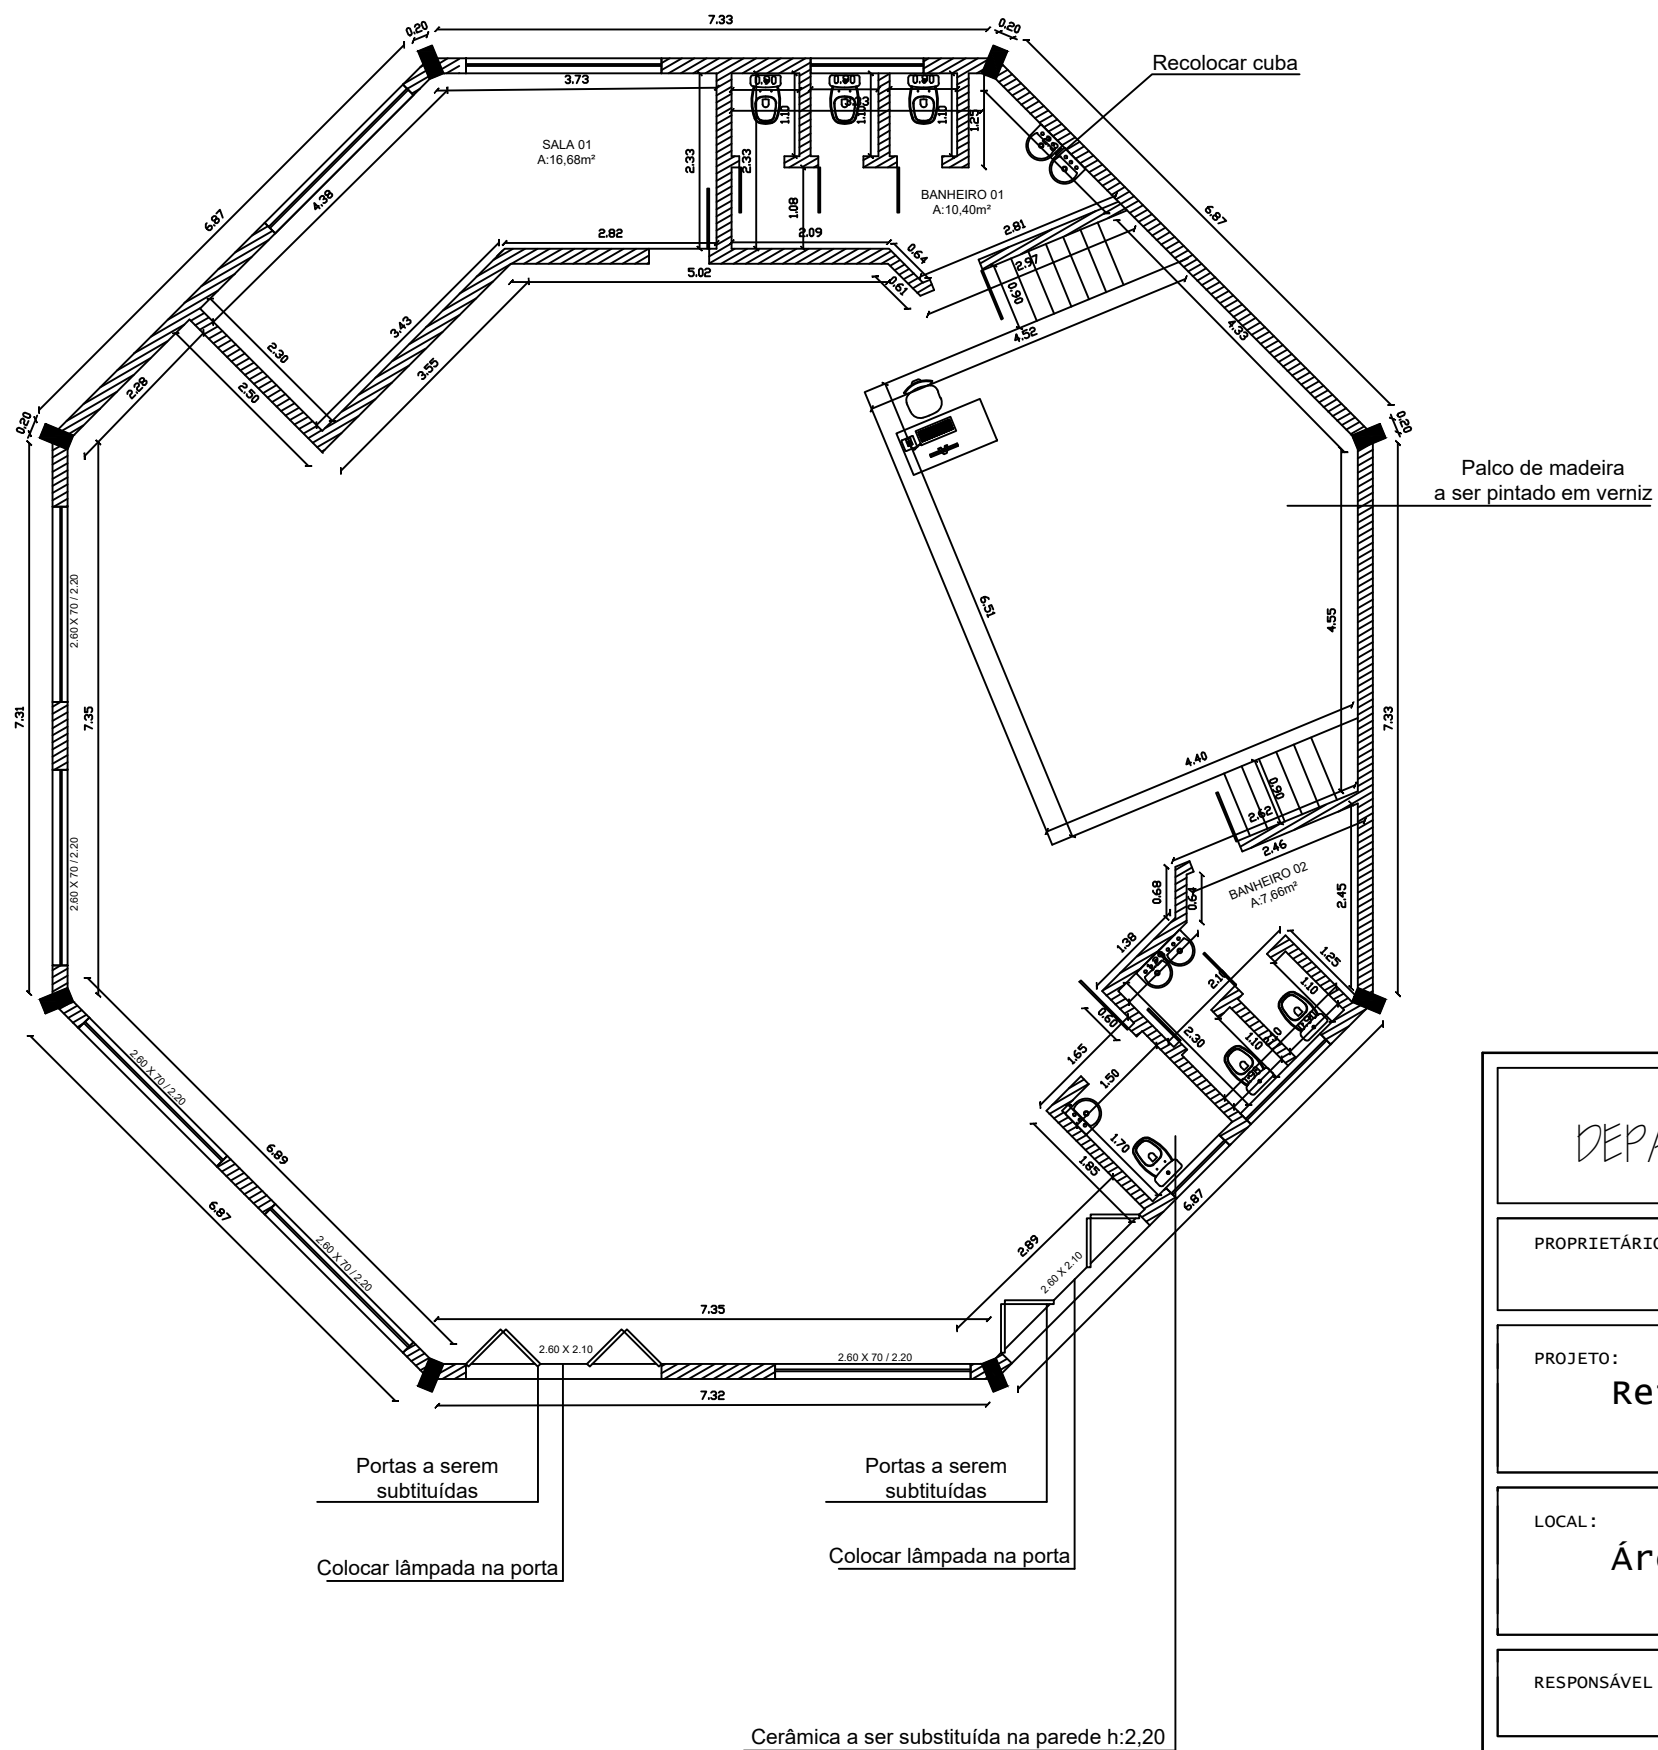 7.33
0.20
0.20
Recolocar cuba
3.73
0.90
0.90
0.90
3.13
1.10
1.10
1.10
1.25
SALA 01
A:16,68m²
2.33
2.33
BANHEIRO 01
A:10,40m²
1.08
6.87
4.38
6.87
2.82
2.09
0.64
2.81
2.97
5.02
0.61
0.90
4.52
4.33
3.43
3.55
2.30
2.28
2.50
0.20
0.20
Palco de madeira
a ser pintado em verniz
2.60 X 70 / 2.20
6.51
4.55
7.31
7.35
7.33
4.40
0.90
2.62
2.46
2.60 X 70 / 2.20
BANHEIRO 02
A:7,66m²
0.68
0.64
2.45
1.38
1.25
2.10
1.10
0.60
2.30
1.10
1.65
1.50
2.60 X 70 / 2.20
1.70
1.85
6.89
6.87
6.87
2.60 X 70 / 2.20
2.89
2.60 X 2.10
7.35
2.60 X 2.10
2.60 X 70 / 2.20
7.32
Portas a serem
subtituídas
Portas a serem
subtituídas
Colocar lâmpada na porta
Colocar lâmpada na porta
Cerâmica a ser substituída na parede h:2,20
DEPA
PROPRIETÁRIO
PROJETO:
Re
LOCAL:
Ár
RESPONSÁVEL